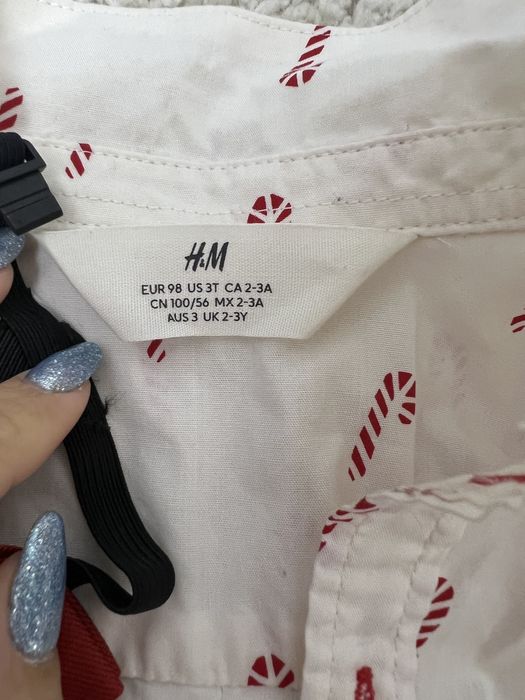 H&M
EUR 98 US 3T CA 2-3A
CN 100/56 MX 2-3A
AUS 3 UK 2-3Y